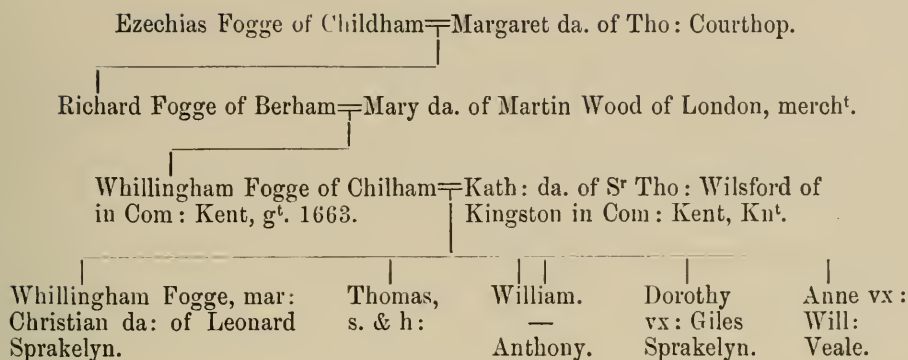 Ezechias Fogge of Childham=Margaret da. of Tho: Courthop.
Richard Fogge of Berham=Mary da. of Martin Wood of London, mercht.
Whillingham Fogge of Chilham=Kath: da. of Sr Tho: Wilsford of
in Com: Kent, gt. 1663. Kingston in Com: Kent, Knt.
Whillingham Fogge, mar:
Christian da: of Leonard
Sprakelyn.
Thomas,
s. & h:
William.
—
Anthony.
Dorothy
vx: Giles
Sprakelyn.
Anne vx:
Will:
Veale.